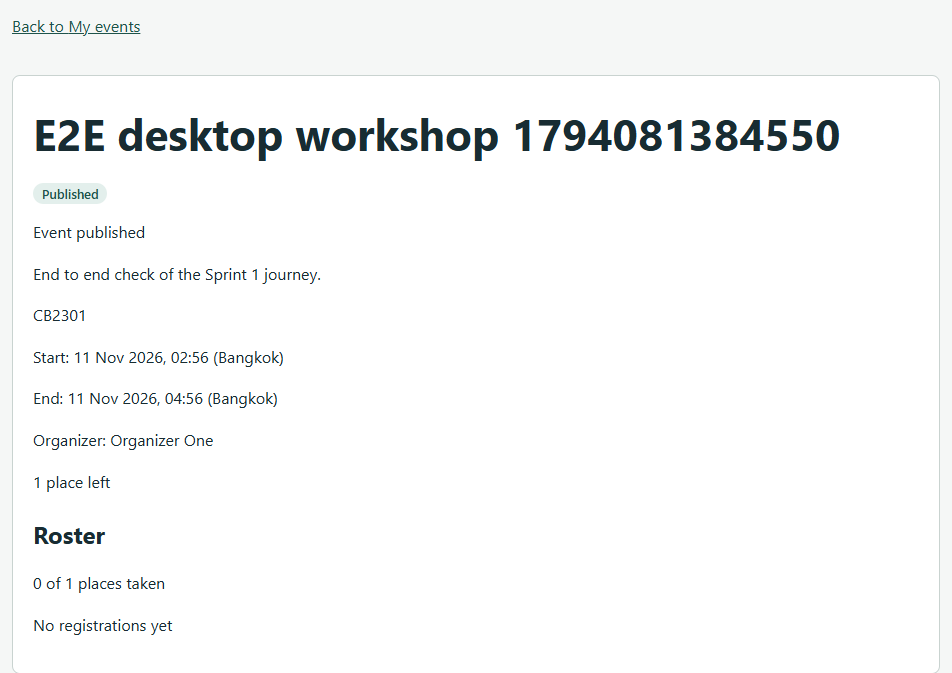 Back to My events
E2E desktop workshop 1794081384550
Published
Event published
End to end check of the Sprint 1 journey.
CB2301
Start: 11 Nov 2026, 02:56 (Bangkok)
End: 11 Nov 2026, 04:56 (Bangkok)
Organizer: Organizer One
1 place left
Roster
0 of 1 places taken
No registrations yet